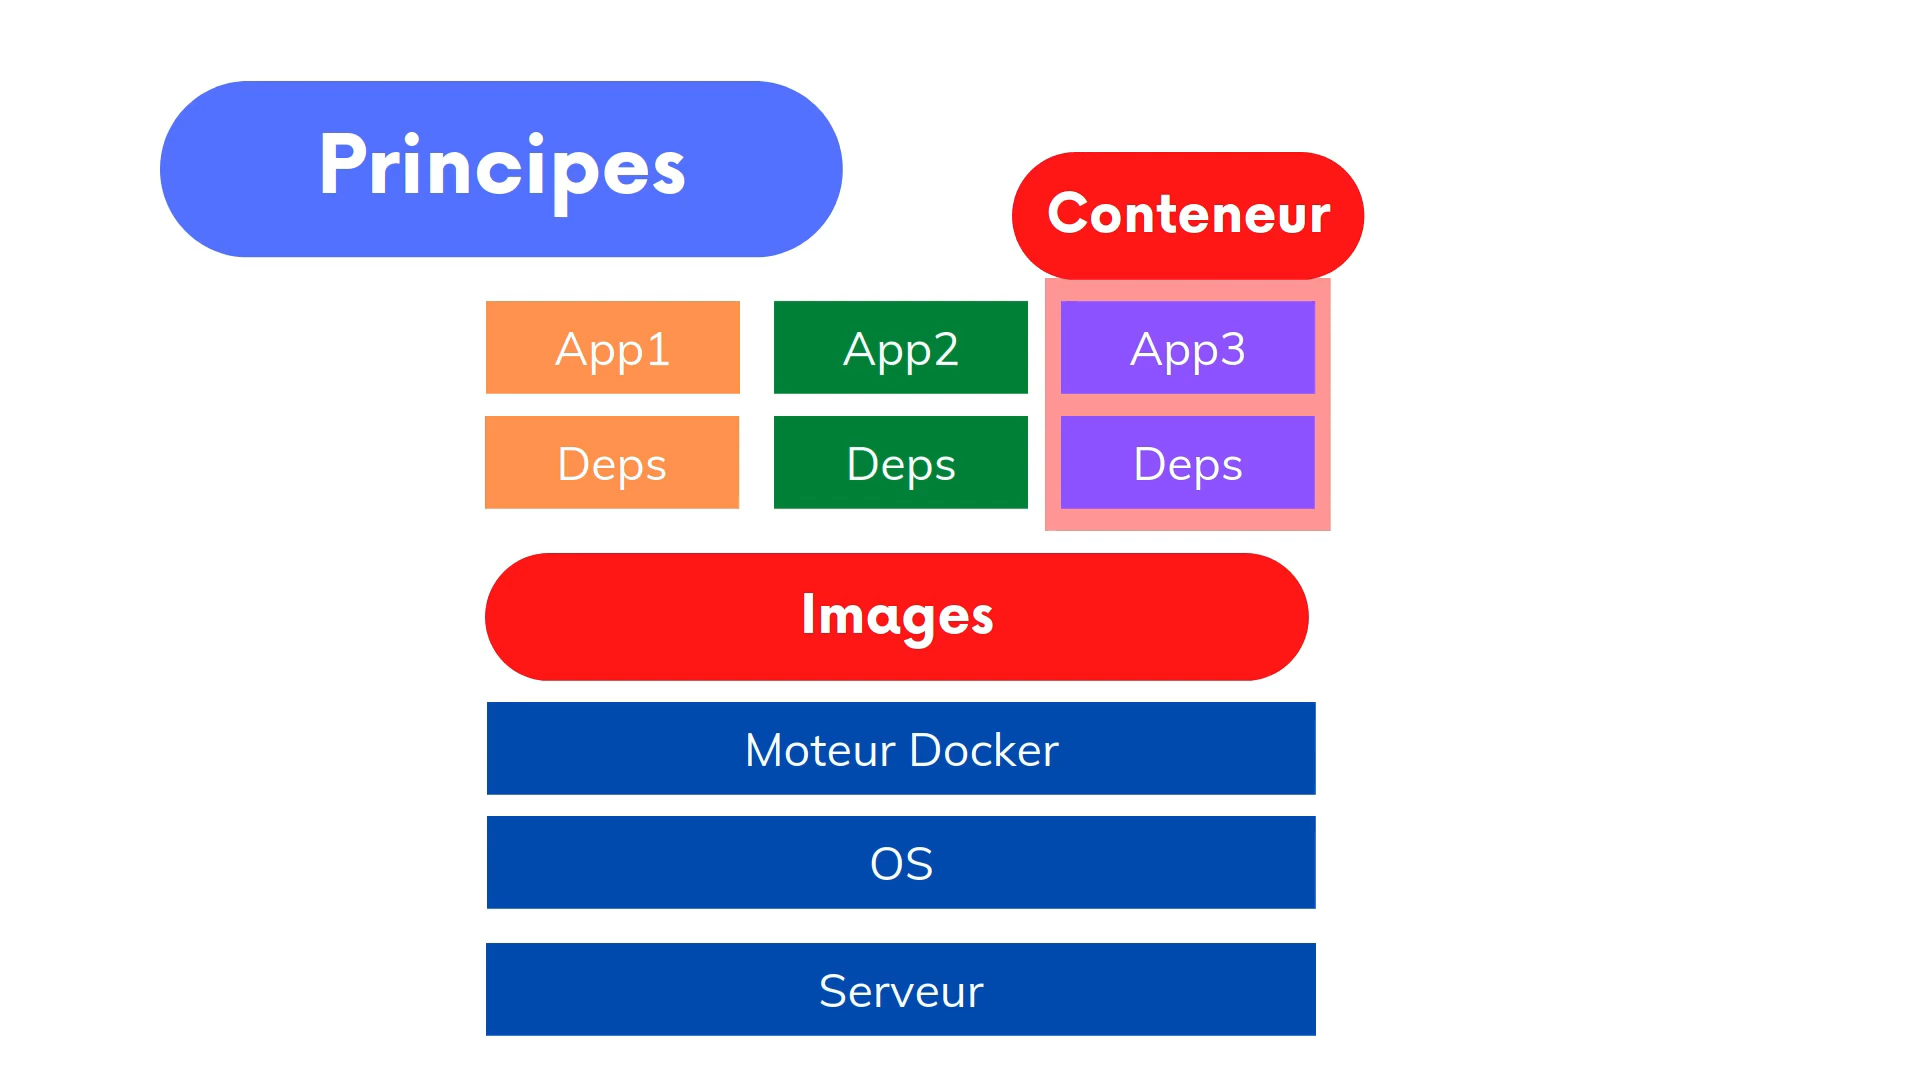 Principes
Conteneur
App1
App2
App3
Deps
Deps
Deps
Images
Moteur Docker
OS
Serveur